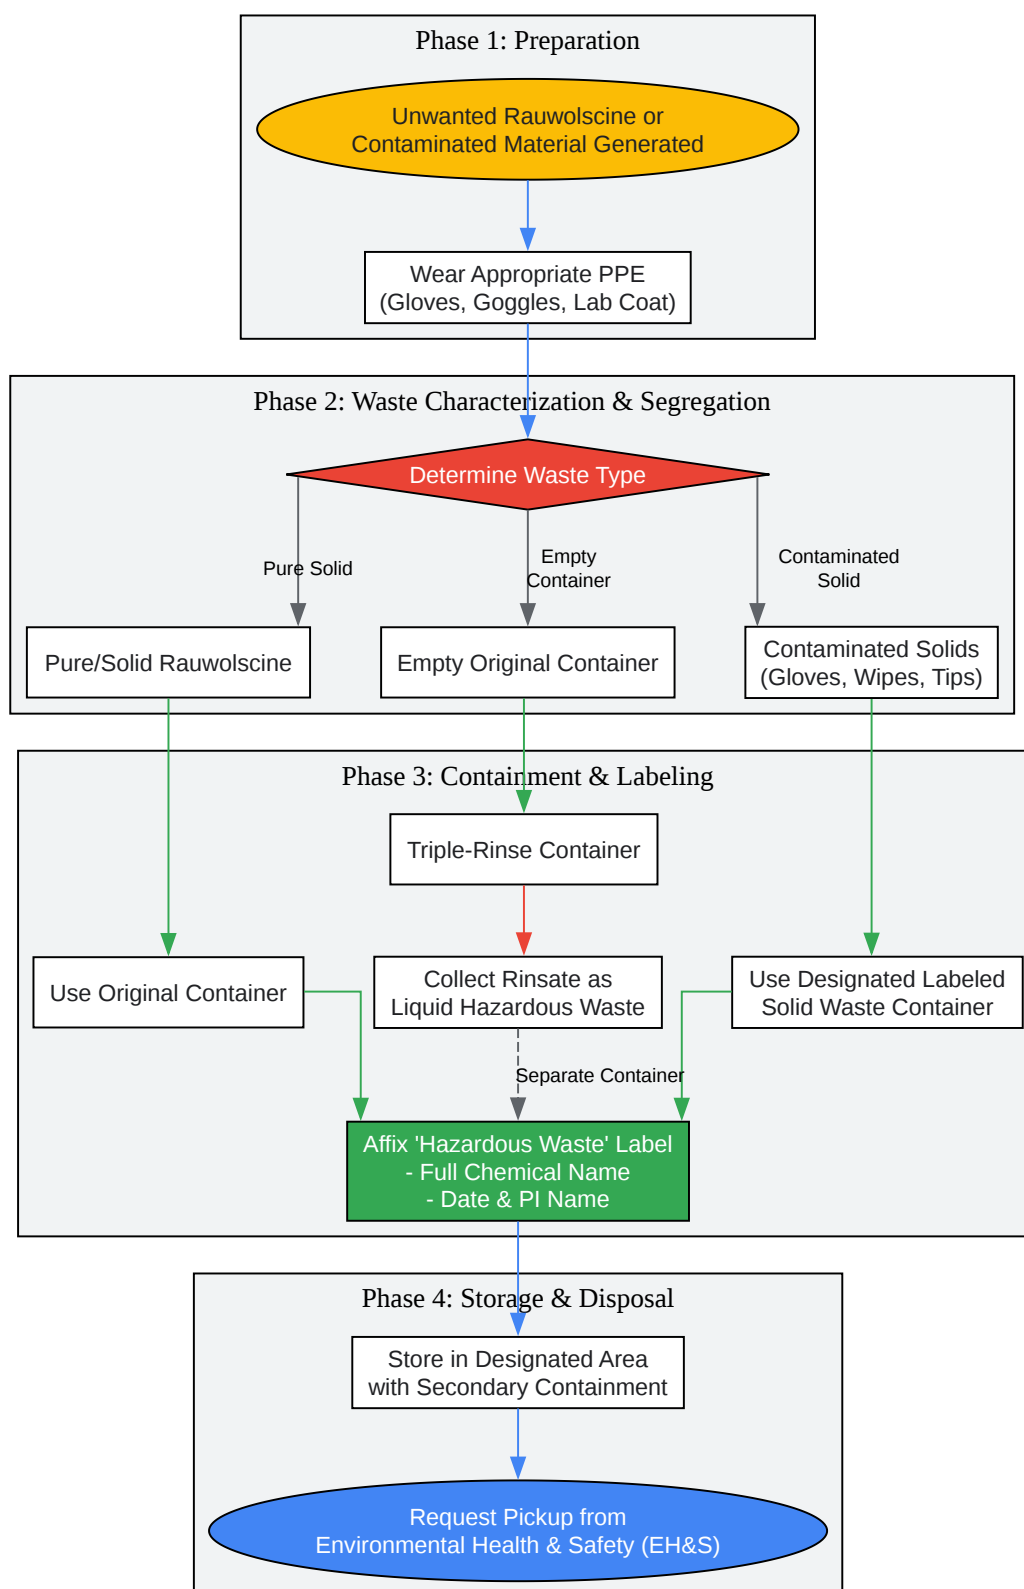 Phase 1: Preparation
Unwanted Rauwolscine or
Contaminated Material Generated
Wear Appropriate PPE
(Gloves, Goggles, Lab Coat)
Phase 2: Waste Characterization & Segregation
Determine Waste Type
Pure Solid
Empty
Container
Contaminated
Solid
Pure/Solid Rauwolscine
Empty Original Container
Contaminated Solids
(Gloves, Wipes, Tips)
Phase 3: Containment & Labeling
Triple-Rinse Container
Use Original Container
Collect Rinsate as
Liquid Hazardous Waste
Use Designated Labeled
Solid Waste Container
Separate Container
Affix 'Hazardous Waste' Label
- Full Chemical Name
- Date & PI Name
Phase 4: Storage & Disposal
Store in Designated Area
with Secondary Containment
Request Pickup from
Environmental Health & Safety (EH&S)